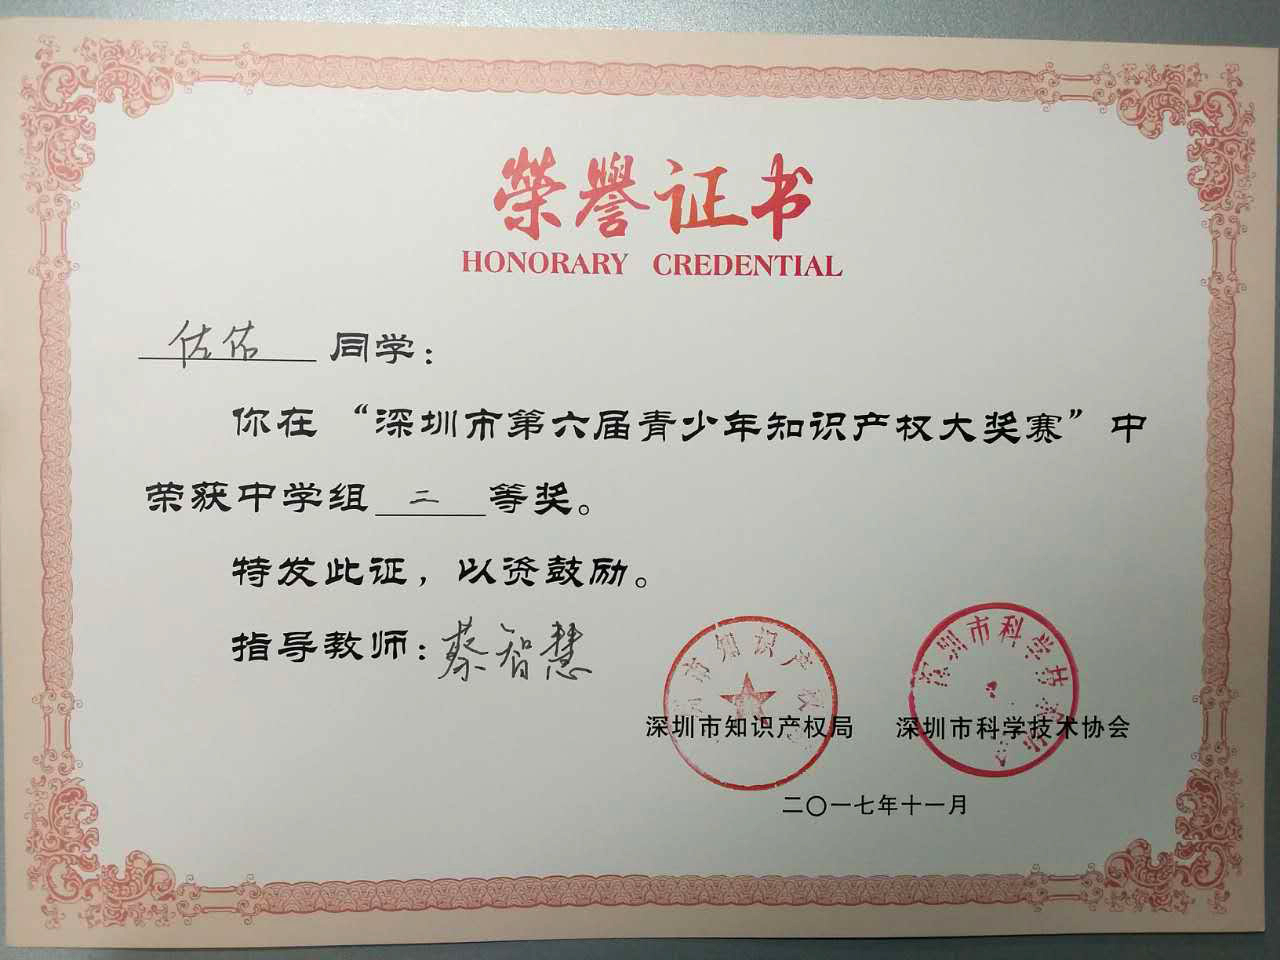 榮譽证书
HONORARY CREDENTIAL
佐佑 同学：
你在“深圳市第六届青少年知识产权大奖赛”中
荣获中学组 二 等奖。
特发此证，以资鼓励。
指导教师：蔡智慧
深圳市知识产权局 深圳市科学技术协会
二〇一七年十一月